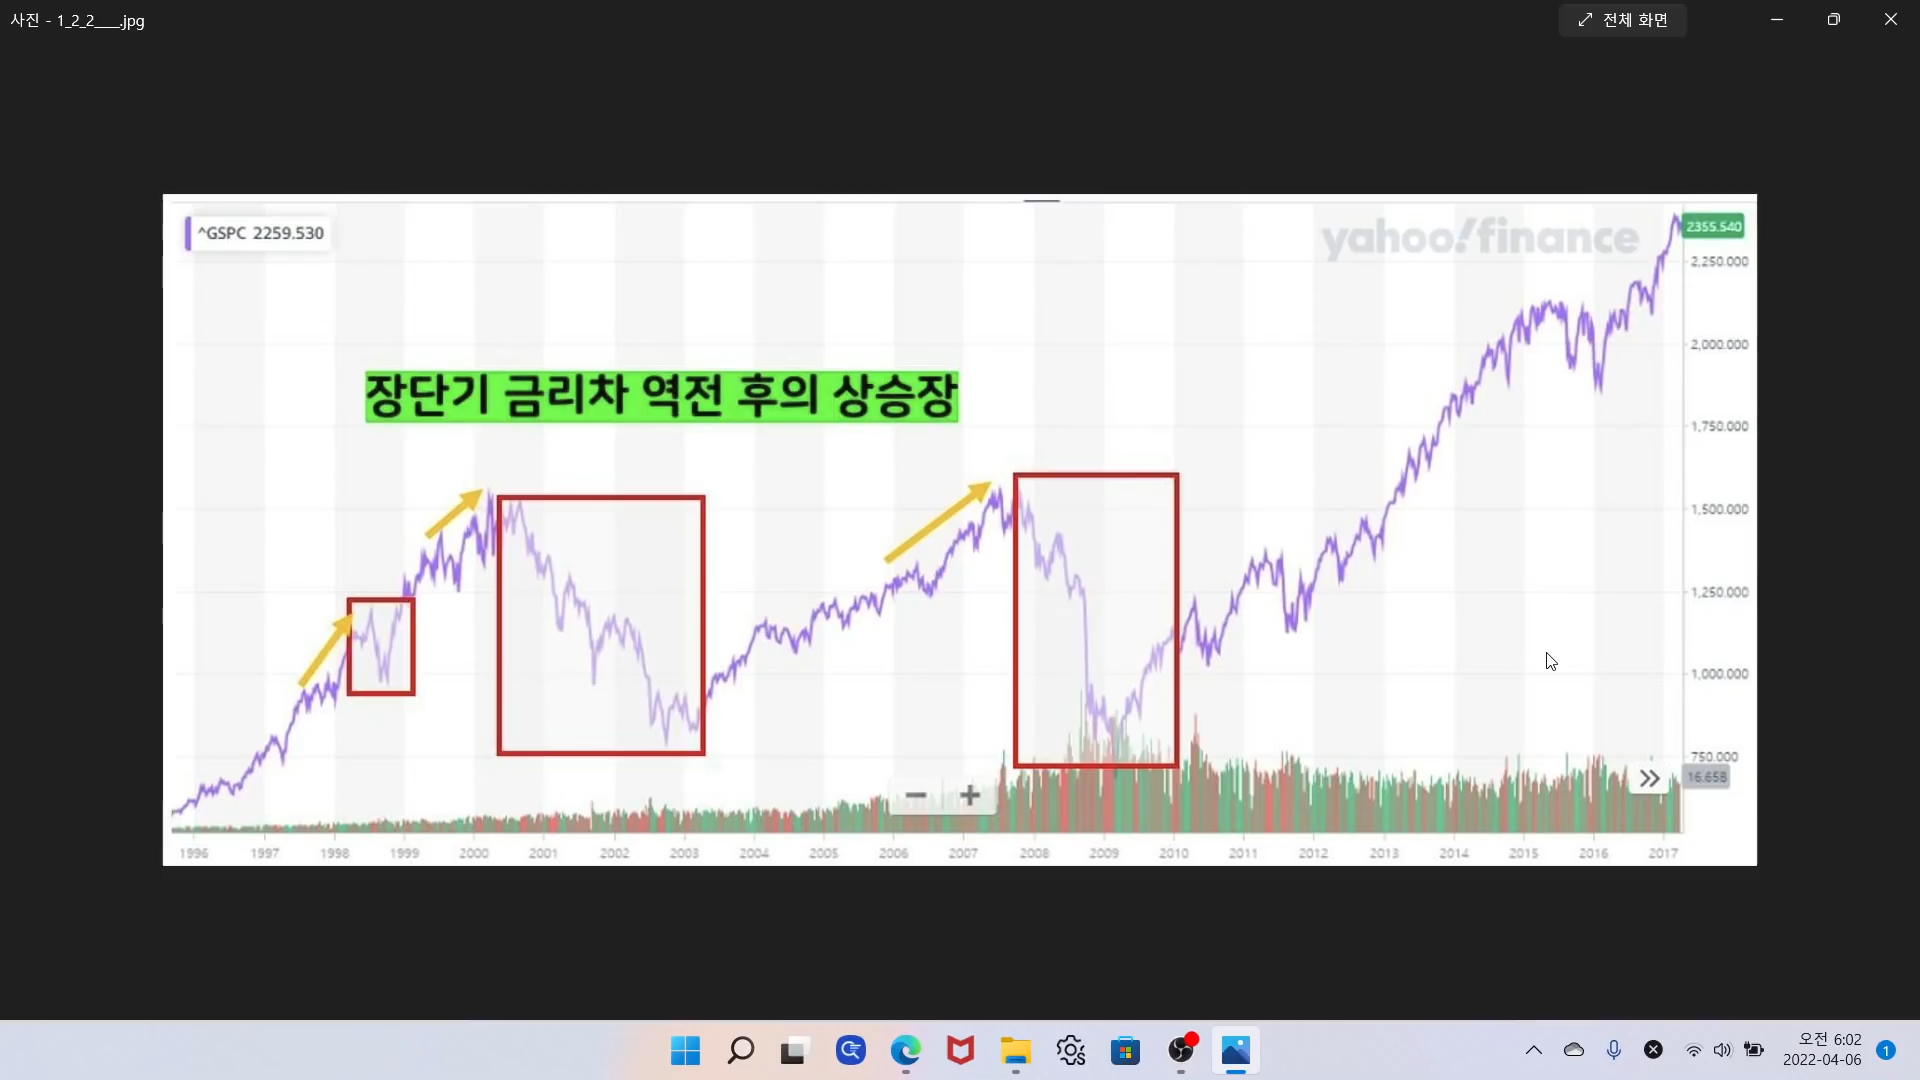 사진 - 1_2_2___.jpg
전체 화면
^GSPC 2259.530
yahoo!finance
2355.540
2,250.000
2,000.000
장단기 금리차 역전 후의 상승장
1,750.000
1,500.000
1,250.000
1,000.000
750.000
16.65B
1996 1997 1998 1999 2000 2001 2002 2003 2004 2005 2006 2007 2008 2009 2010 2011 2012 2013 2014 2015 2016 2017
오전 6:02
2022-04-06
1